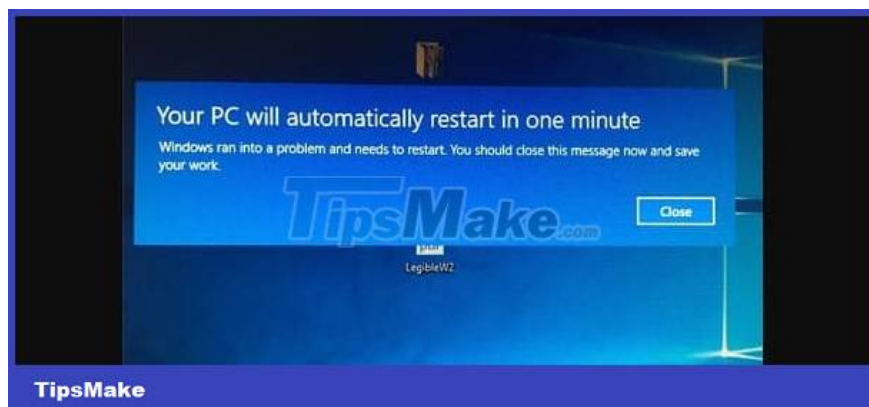 Your PC will automatically restart in one minute
Windows ran into a problem and needs to restart. You should close this message now and save
your work.
Close
TipsMake.com
LegibleW2
TipsMake